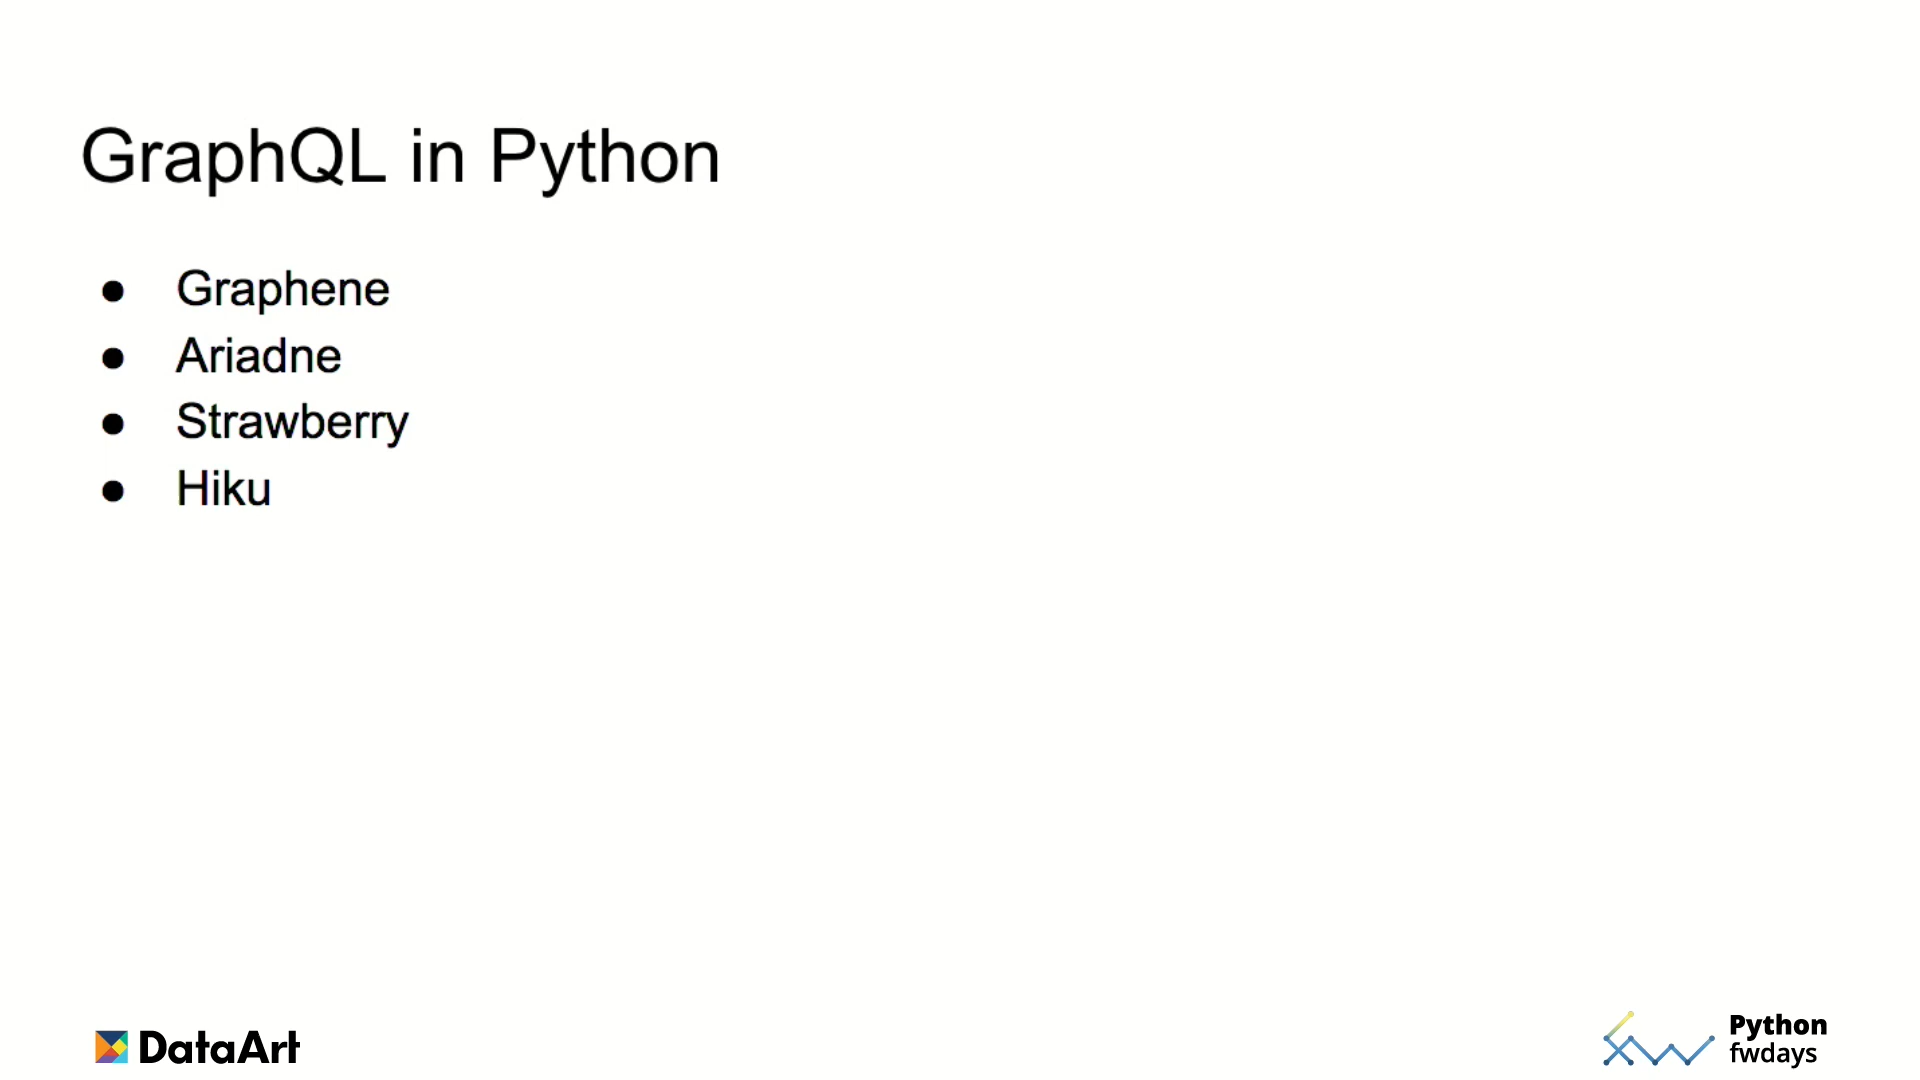 GraphQL in Python
● Graphene
● Ariadne
● Strawberry
● Hiku
DataArt
Python
fwdays